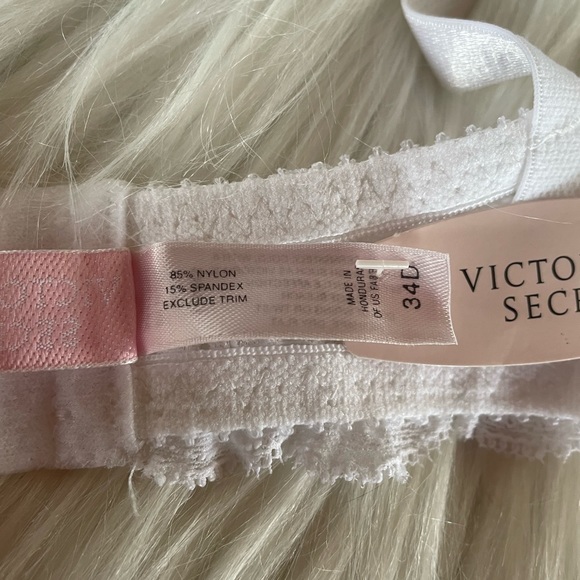 85% NYLON
15% SPANDEX
EXCLUDE TRIM
MADE IN
HONDURAS
OF US FAB
34D
VICTO
SEC